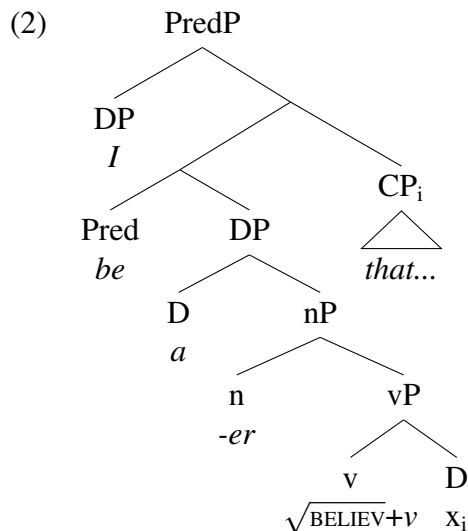 (2) PredP
DP
I
CPᵢ
Pred DP
be that...
D nP
a
n vP
-er
v D
√BELIEV+v xᵢ